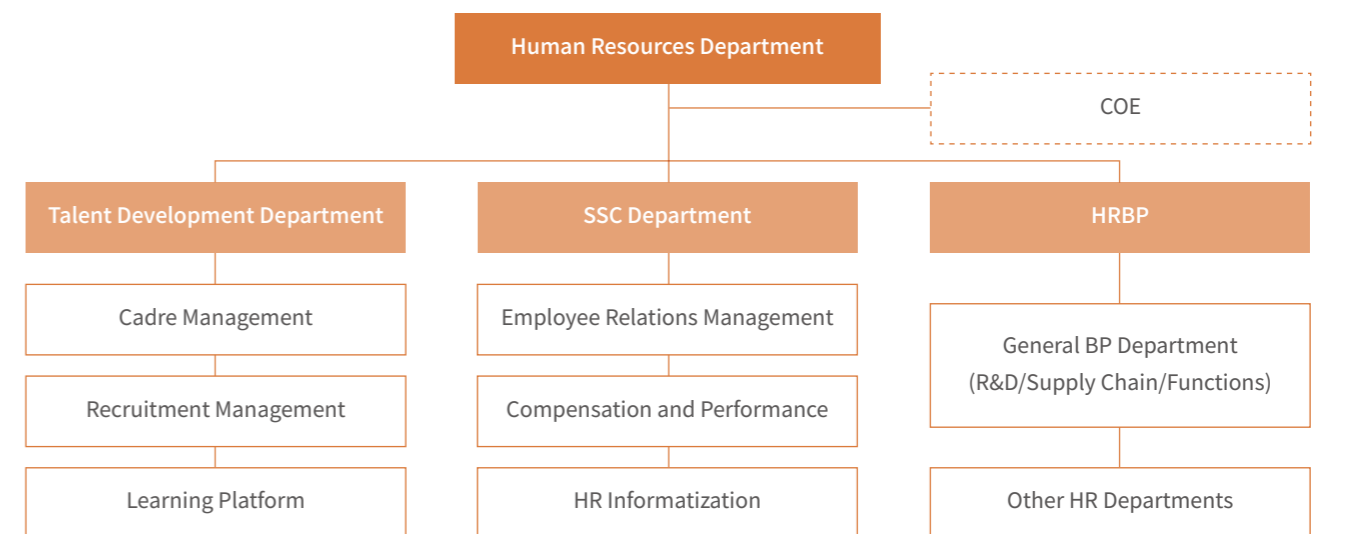 Human Resources Department
COE
Talent Development Department
SSC Department
HRBP
Cadre Management
Employee Relations Management
General BP Department
(R&D/Supply Chain/Functions)
Recruitment Management
Compensation and Performance
Learning Platform
HR Informatization
Other HR Departments